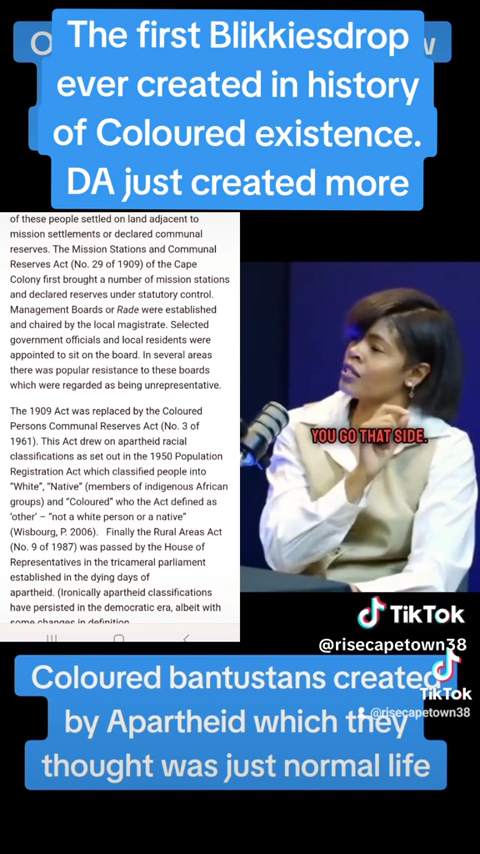 The first Blikkiesdrop
ever created in history
of Coloured existence.
DA just created more
of these people settled on land adjacent to
mission settlements or declared communal
reserves. The Mission Stations and Communal
Reserves Act (No. 29 of 1909) of the Cape
Colony first brought a number of mission stations
and declared reserves under statutory control.
Management Boards or Rade were established
and chaired by the local magistrate. Selected
government officials and local residents were
appointed to sit on the board. In several areas
there was popular resistance to these boards
which were regarded as being unrepresentative.
The 1909 Act was replaced by the Coloured
Persons Communal Reserves Act (No. 3 of
1961). This Act drew on apartheid racial
classifications as set out in the 1950 Population
Registration Act which classified people into
“White”, “Native” (members of indigenous African
groups) and “Coloured” who the Act defined as
‘other’ – “not a white person or a native”
(Wisbourg, P. 2006). Finally the Rural Areas Act
(No. 9 of 1987) was passed by the House of
Representatives in the tricameral parliament
established in the dying days of
apartheid. (Ironically apartheid classifications
have persisted in the democratic era, albeit with
some changes in definition
YOU GO THAT SIDE.
TikTok
@risecapetown38
TikTok
@risecapetown38
Coloured bantustans created
by Apartheid which they
thought was just normal life